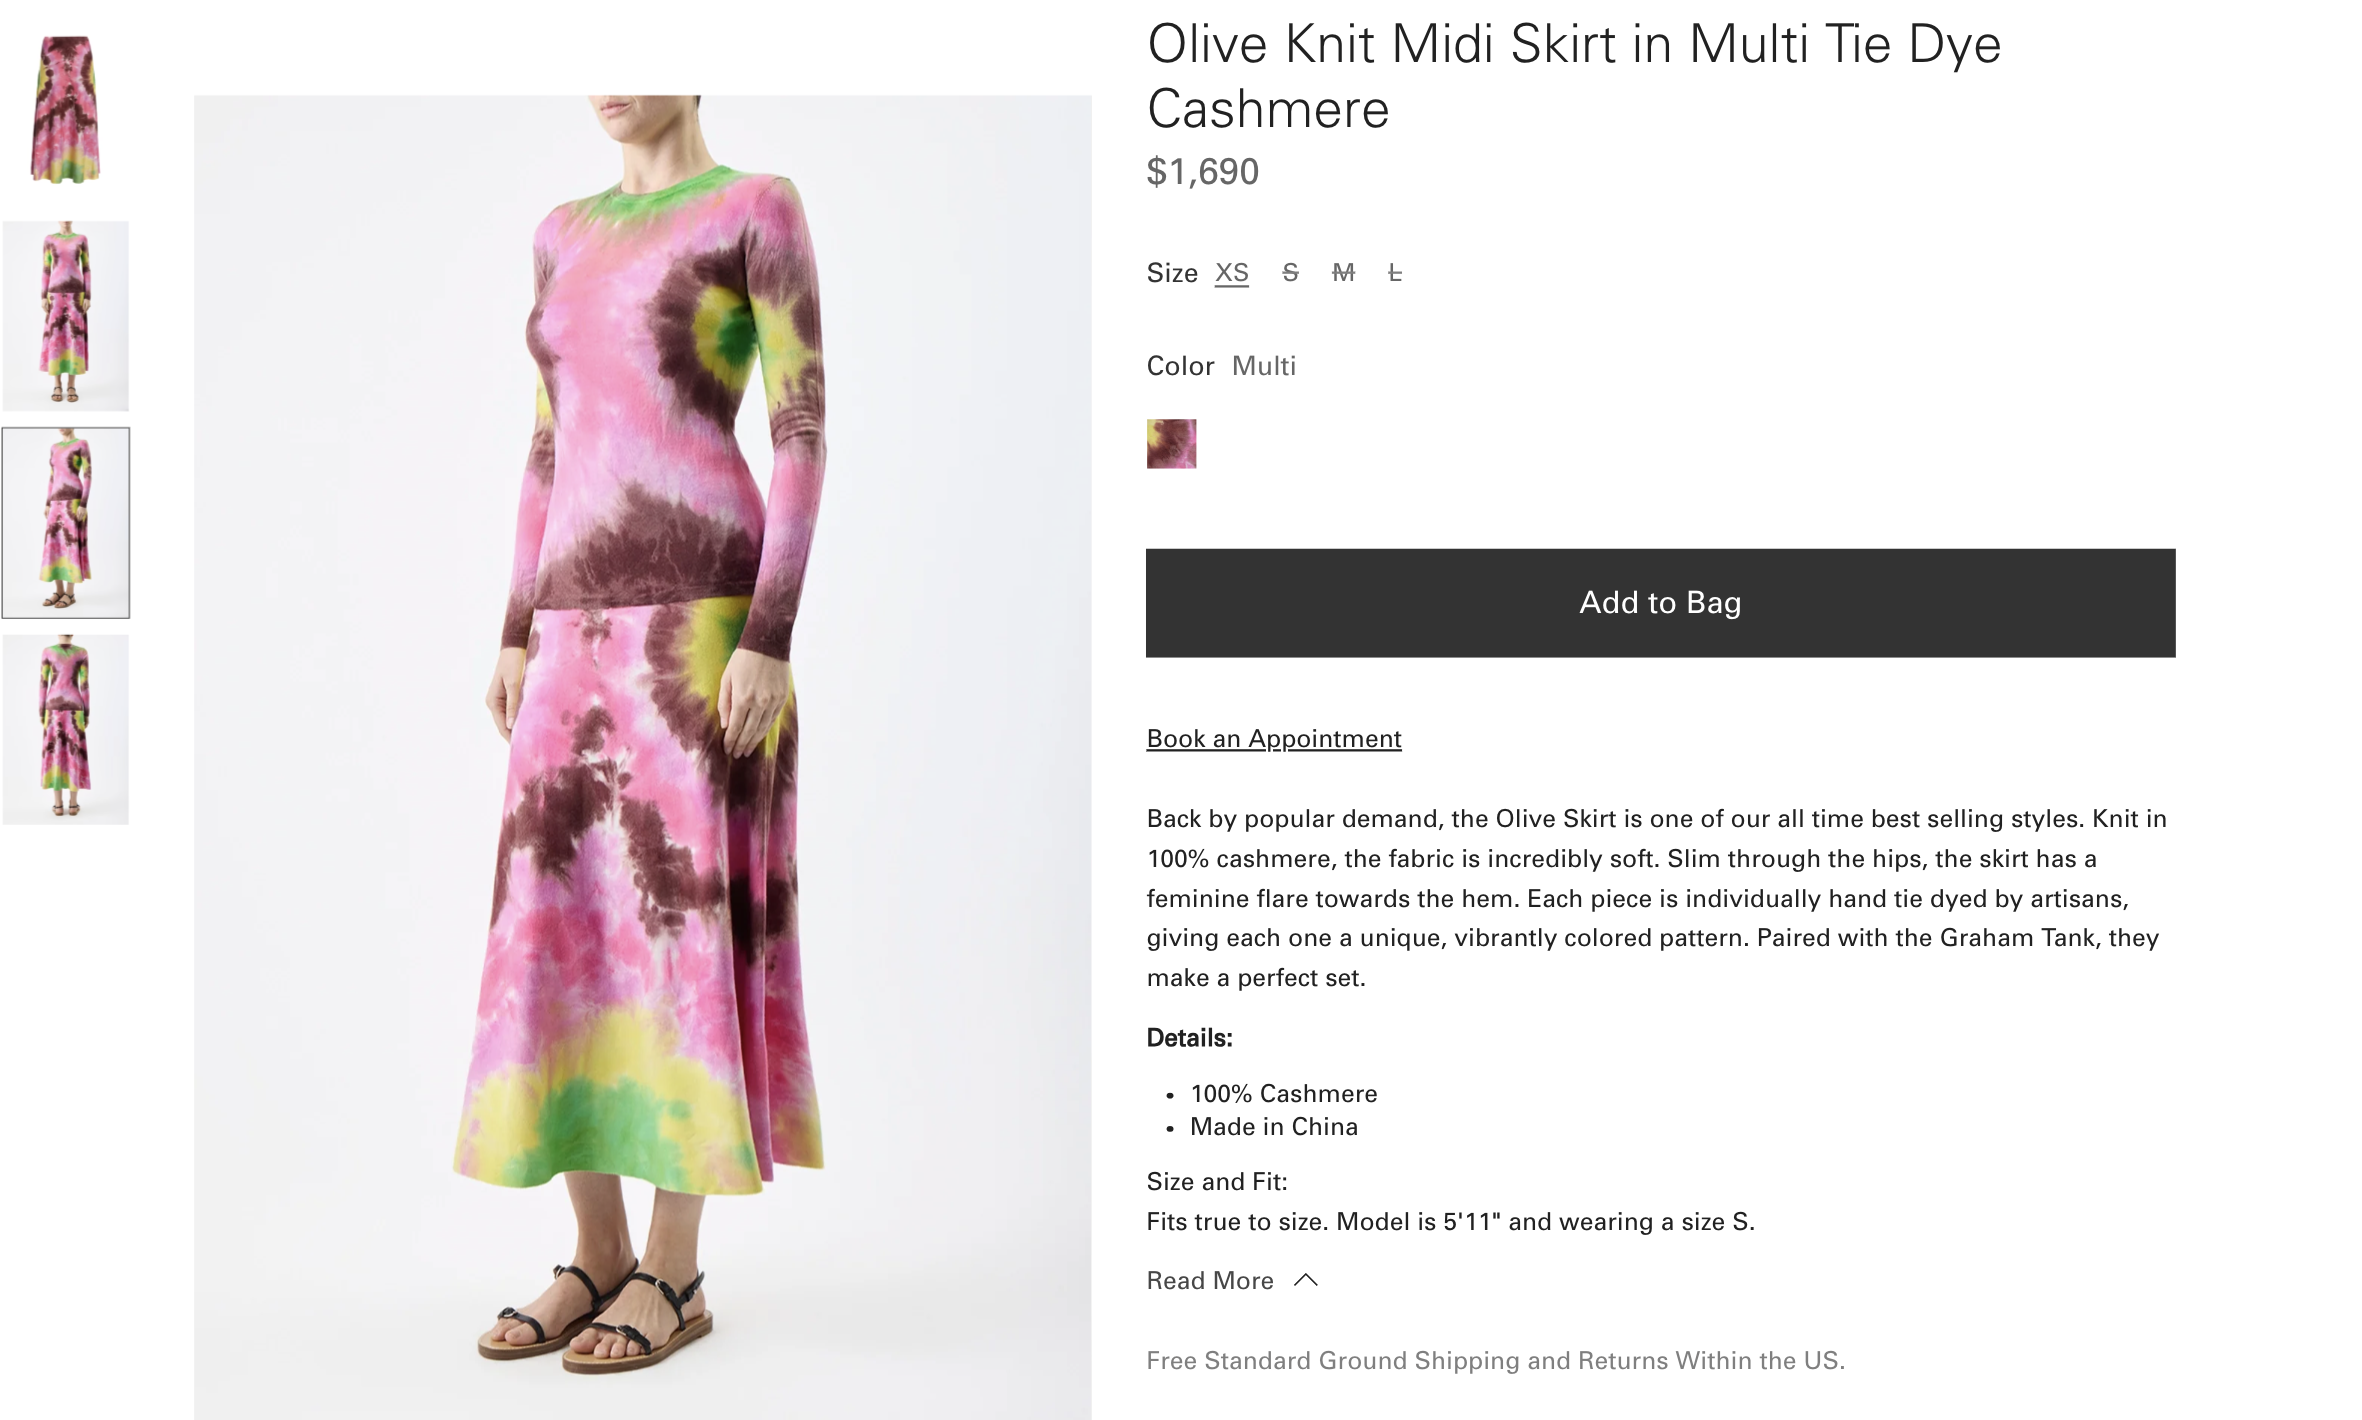 Olive Knit Midi Skirt in Multi Tie Dye
Cashmere
$1,690
Size XS S M L
Color Multi
Add to Bag
Book an Appointment
Back by popular demand, the Olive Skirt is one of our all time best selling styles. Knit in
100% cashmere, the fabric is incredibly soft. Slim through the hips, the skirt has a
feminine flare towards the hem. Each piece is individually hand tie dyed by artisans,
giving each one a unique, vibrantly colored pattern. Paired with the Graham Tank, they
make a perfect set.
Details:
• 100% Cashmere
• Made in China
Size and Fit:
Fits true to size. Model is 5'11" and wearing a size S.
Read More
Free Standard Ground Shipping and Returns Within the US.